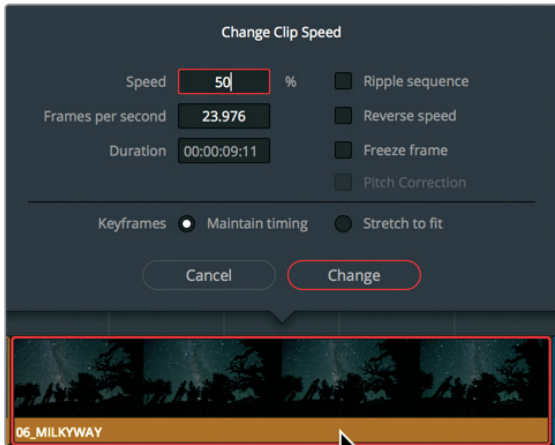 Change Clip Speed
Speed 50 % Ripple sequence
Frames per second 23.976 Reverse speed
Duration 00:00:09:11 Freeze frame
Pitch Correction
Keyframes Maintain timing Stretch to fit
Cancel Change
06_MILKYWAY